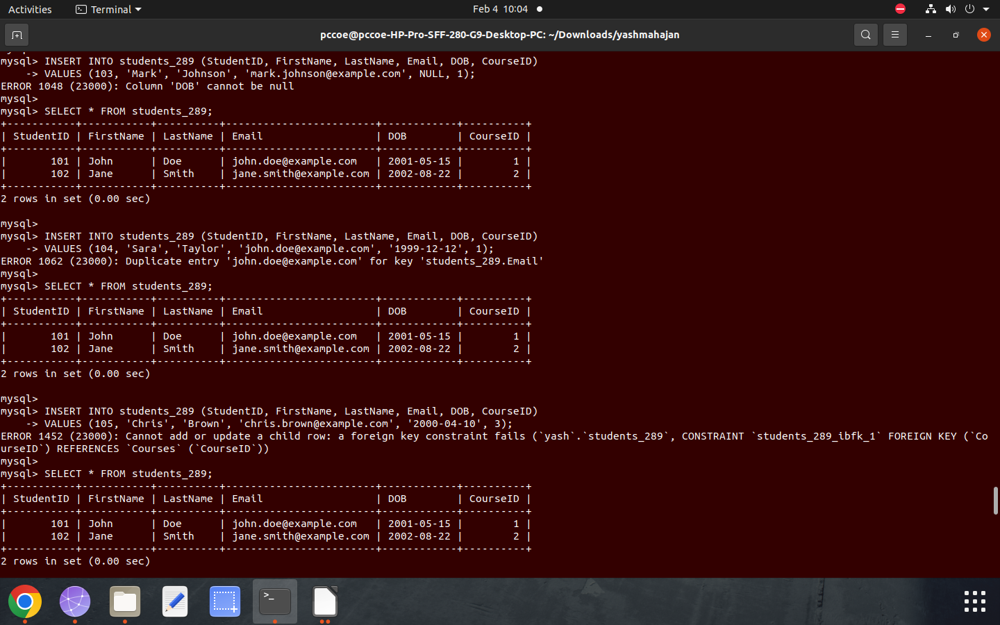 Activities
Terminal
Feb 4 10:04
pccoe@pccoe-HP-Pro-SFF-280-G9-Desktop-PC: ~/Downloads/yashmahajan
mysql> INSERT INTO students_289 (StudentID, FirstName, LastName, Email, DOB, CourseID)
    -> VALUES (103, 'Mark', 'Johnson', 'mark.johnson@example.com', NULL, 1);
ERROR 1048 (23000): Column 'DOB' cannot be null
mysql>
mysql> SELECT * FROM students_289;
+-----------+-----------+----------+------------------------+------------+----------+
| StudentID | FirstName | LastName | Email                  | DOB        | CourseID |
+-----------+-----------+----------+------------------------+------------+----------+
|       101 | John      | Doe      | john.doe@example.com   | 2001-05-15 |        1 |
|       102 | Jane      | Smith    | jane.smith@example.com | 2002-08-22 |        2 |
+-----------+-----------+----------+------------------------+------------+----------+
2 rows in set (0.00 sec)

mysql>
mysql> INSERT INTO students_289 (StudentID, FirstName, LastName, Email, DOB, CourseID)
    -> VALUES (104, 'Sara', 'Taylor', 'john.doe@example.com', '1999-12-12', 1);
ERROR 1062 (23000): Duplicate entry 'john.doe@example.com' for key 'students_289.Email'
mysql>
mysql> SELECT * FROM students_289;
+-----------+-----------+----------+------------------------+------------+----------+
| StudentID | FirstName | LastName | Email                  | DOB        | CourseID |
+-----------+-----------+----------+------------------------+------------+----------+
|       101 | John      | Doe      | john.doe@example.com   | 2001-05-15 |        1 |
|       102 | Jane      | Smith    | jane.smith@example.com | 2002-08-22 |        2 |
+-----------+-----------+----------+------------------------+------------+----------+
2 rows in set (0.00 sec)

mysql>
mysql> INSERT INTO students_289 (StudentID, FirstName, LastName, Email, DOB, CourseID)
    -> VALUES (105, 'Chris', 'Brown', 'chris.brown@example.com', '2000-04-10', 3);
ERROR 1452 (23000): Cannot add or update a child row: a foreign key constraint fails (`yash`.`students_289`, CONSTRAINT `students_289_ibfk_1` FOREIGN KEY (`Co
urseID`) REFERENCES `Courses` (`CourseID`))
mysql>
mysql> SELECT * FROM students_289;
+-----------+-----------+----------+------------------------+------------+----------+
| StudentID | FirstName | LastName | Email                  | DOB        | CourseID |
+-----------+-----------+----------+------------------------+------------+----------+
|       101 | John      | Doe      | john.doe@example.com   | 2001-05-15 |        1 |
|       102 | Jane      | Smith    | jane.smith@example.com | 2002-08-22 |        2 |
+-----------+-----------+----------+------------------------+------------+----------+
2 rows in set (0.00 sec)